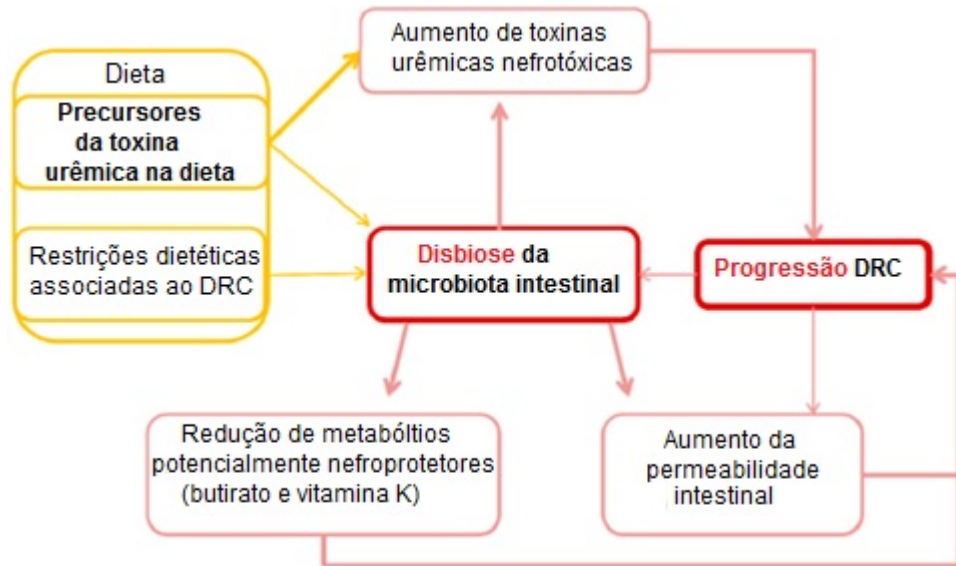 Dieta
Precursores
da toxina
urêmica na dieta
Restrições dietéticas
associadas ao DRC
Aumento de toxinas
urêmicas nefrotóxicas
Disbiose da
microbiota intestinal
Progressão DRC
Redução de metabóltios
potencialmente nefroprotetores
(butirato e vitamina K)
Aumento da
permeabilidade
intestinal